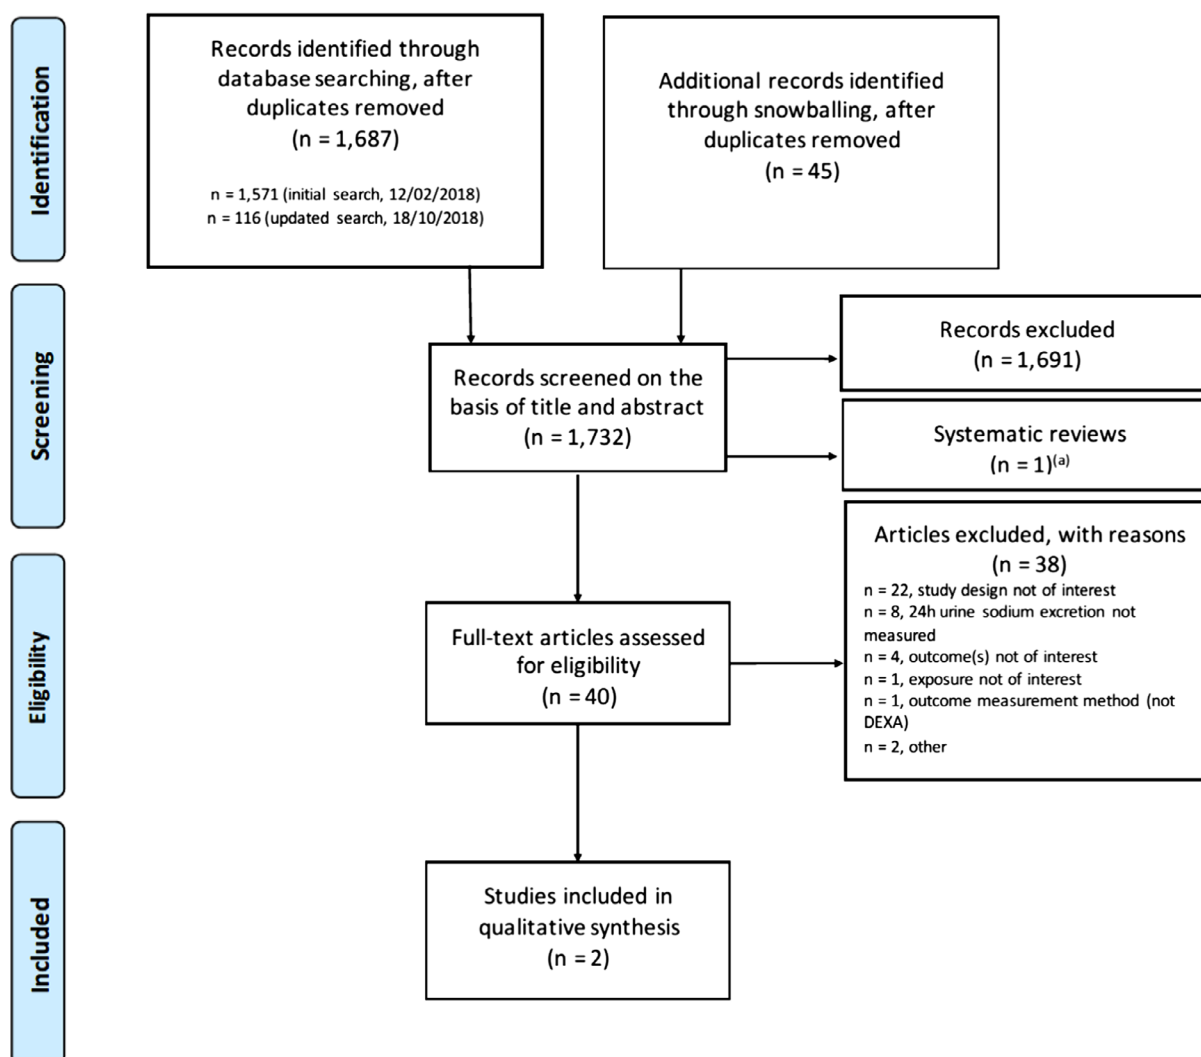 Identification
Records identified through
database searching, after
duplicates removed
(n = 1,687)
n = 1,571 (initial search, 12/02/2018)
n = 116 (updated search, 18/10/2018)
Additional records identified
through snowballing, after
duplicates removed
(n = 45)
Screening
Records screened on the
basis of title and abstract
(n = 1,732)
Records excluded
(n = 1,691)
Systematic reviews
(n = 1)(a)
Eligibility
Full-text articles assessed
for eligibility
(n = 40)
Articles excluded, with reasons
(n = 38)
n = 22, study design not of interest
n = 8, 24h urine sodium excretion not
measured
n = 4, outcome(s) not of interest
n = 1, exposure not of interest
n = 1, outcome measurement method (not
DEXA)
n = 2, other
Included
Studies included in
qualitative synthesis
(n = 2)